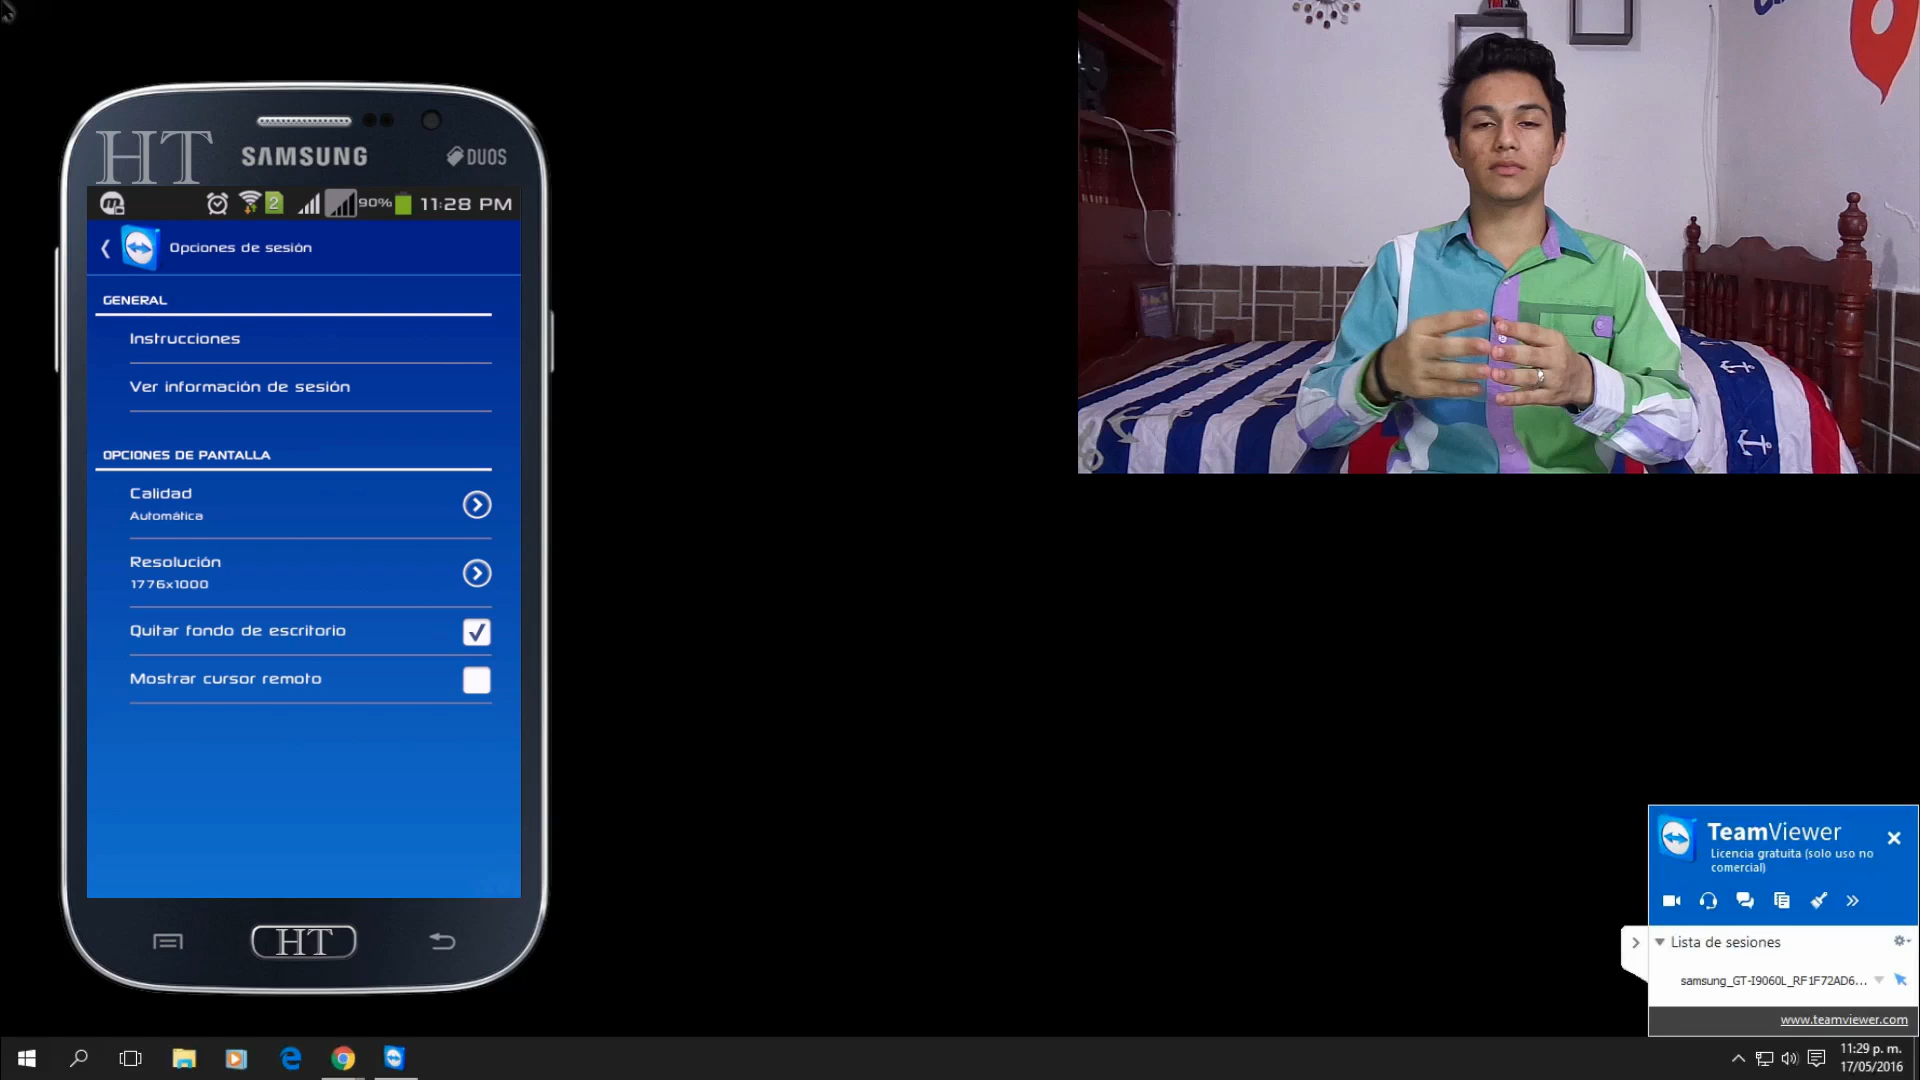 HT
SAMSUNG
DUOS
2
90%
11:28 PM
Opciones de sesión
GENERAL
Instrucciones
Ver información de sesión
OPCIONES DE PANTALLA
Calidad
Automática
Resolución
1776x1000
Quitar fondo de escritorio
Mostrar cursor remoto
HT
TeamViewer
Licencia gratuita (solo uso no
comercial)
Lista de sesiones
samsung_GT-I9060L_RF1F72AD6...
www.teamviewer.com
11:29 p. m.
17/05/2016